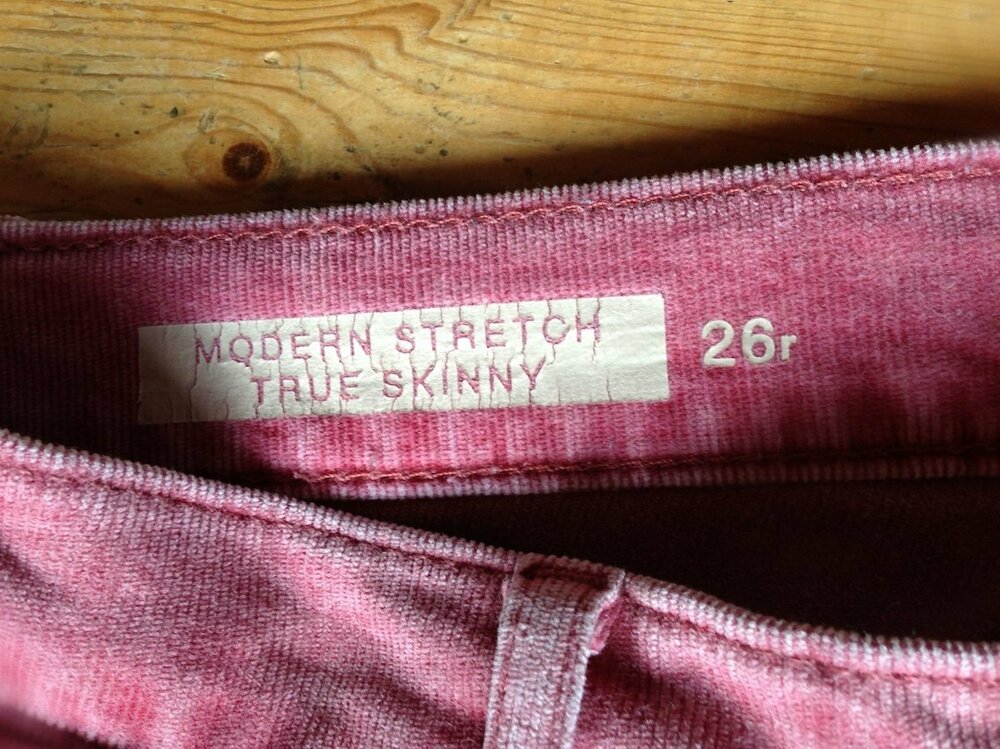 MODERN STRETCH
TRUE SKINNY
26r